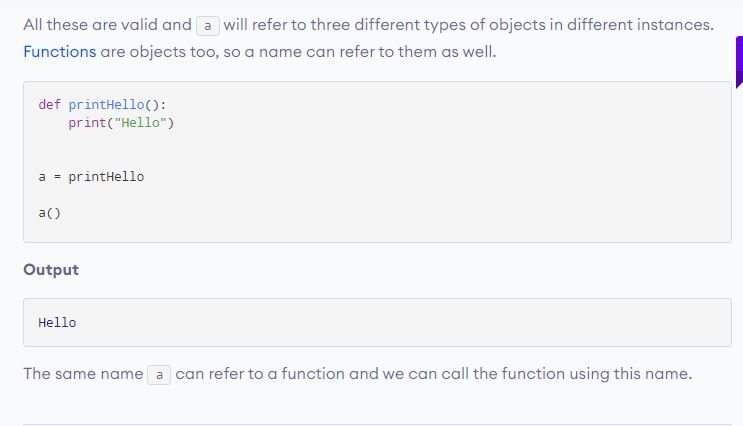 All these are valid and a will refer to three different types of objects in different instances.
Functions are objects too, so a name can refer to them as well.
def printHello():
    print("Hello")
a = printHello
a()
Output
Hello
The same name a can refer to a function and we can call the function using this name.